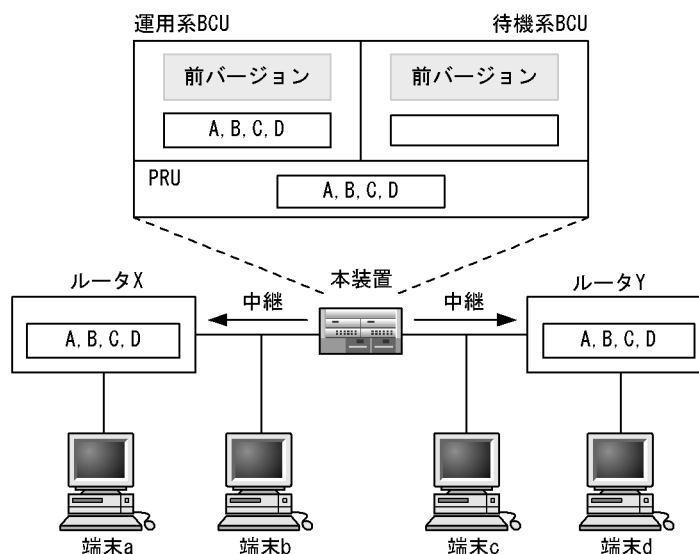 運用系BCU
待機系BCU
前バージョン
前バージョン
A, B, C, D
PRU
A, B, C, D
ルータX
本装置
ルータY
中継
中継
A, B, C, D
A, B, C, D
端末a
端末b
端末c
端末d